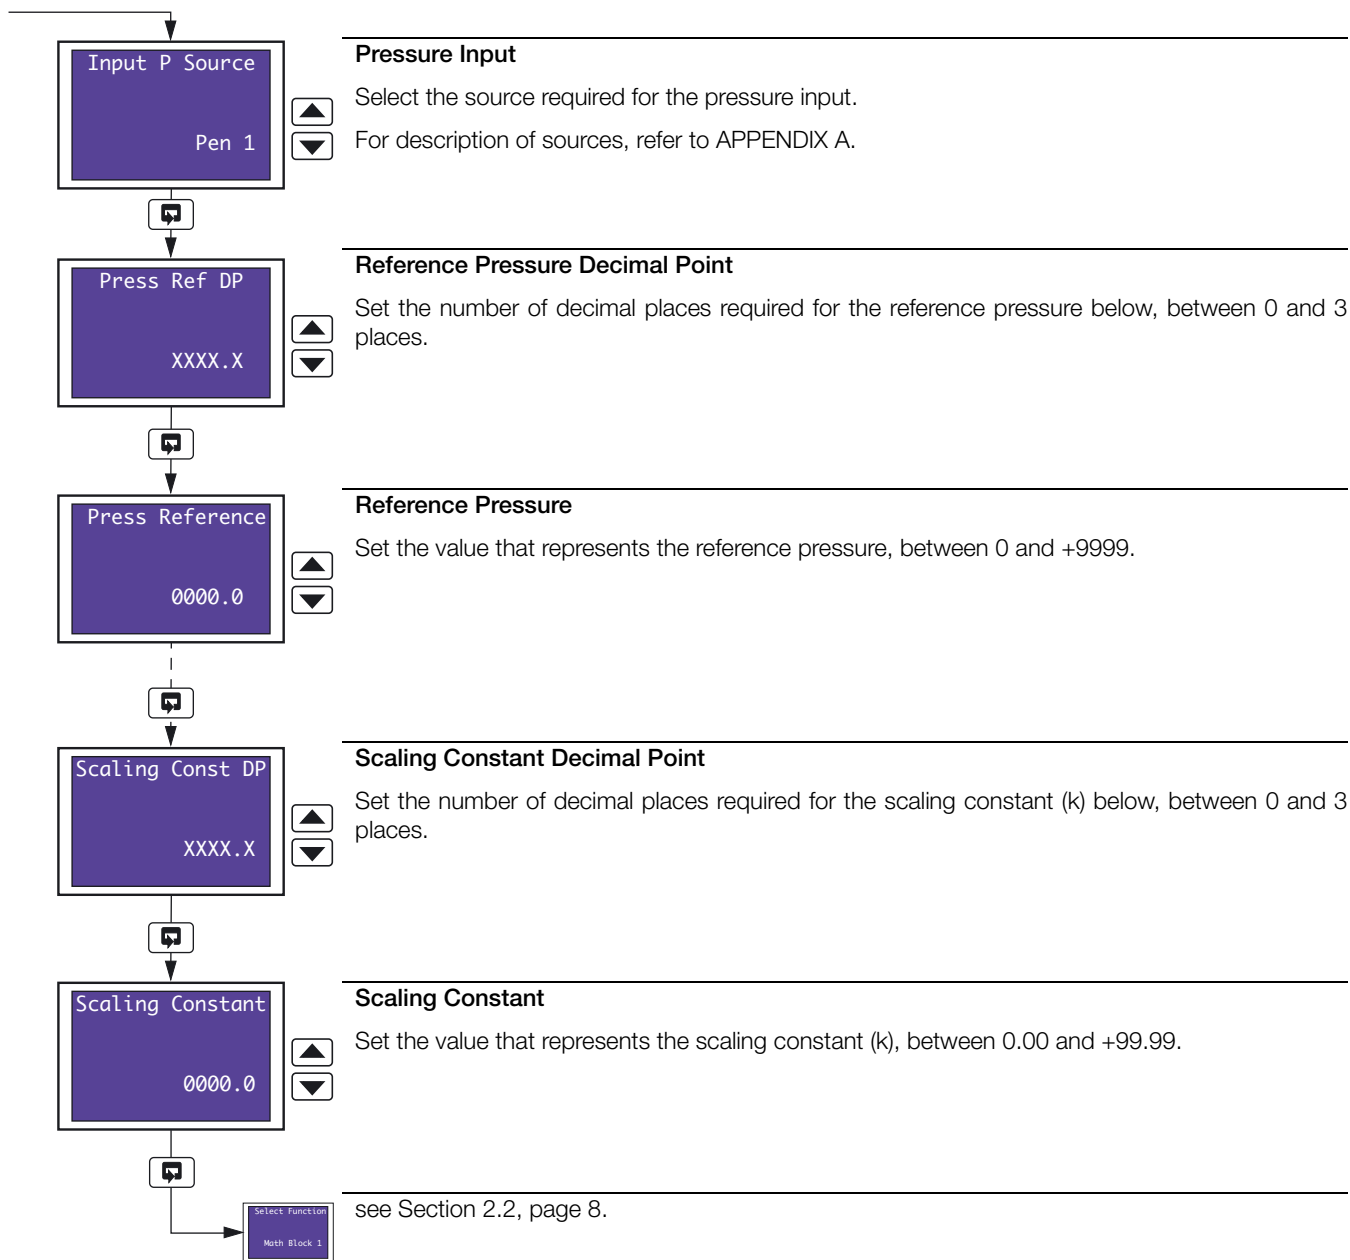 Input P Source
Pen 1
Pressure Input
Select the source required for the pressure input.
For description of sources, refer to APPENDIX A.
Press Ref DP
XXXX.X
Reference Pressure Decimal Point
Set the number of decimal places required for the reference pressure below, between 0 and 3
places.
Press Reference
0000.0
Reference Pressure
Set the value that represents the reference pressure, between 0 and +9999.
Scaling Const DP
XXXX.X
Scaling Constant Decimal Point
Set the number of decimal places required for the scaling constant (k) below, between 0 and 3
places.
Scaling Constant
0000.0
Scaling Constant
Set the value that represents the scaling constant (k), between 0.00 and +99.99.
Select Function
Math Block 1
see Section 2.2, page 8.